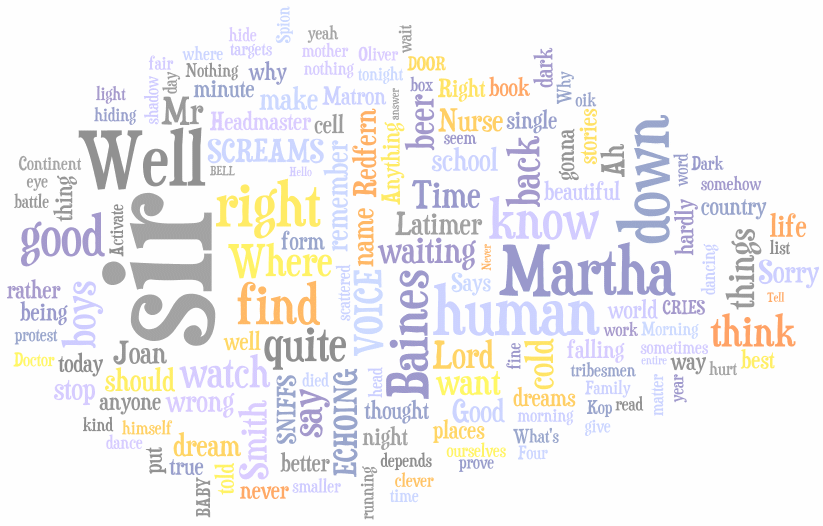 Spion
hide
yeah
wait
where
targets
mother
Oliver
DOOR
dark
fair
Nothing
why
nothing
tonight
box
Right
book
Why
light
shadow
day
minute
make
Matron
answer
beer
oik
hiding
Mr
Headmaster
cell
Redfern
Anything
Nurse
single
stories
Well
SCREAMS
remember
seem
gonna
Ah
down
Continent
BELL
Hello
school
back
word
Dark
eye
thing
sir
right
Time
beautiful
somehow
battle
Activate
form
name
Latimer
know
hardly
country
good
Where
waiting
Never
life
list
rather
find
scattered
VOICE
Baines
Says
Martha
dancing
things
Sorry
being
boys
human
world
CRIES
Tell
protest
well
quite
work
Morning
think
Doctor
today
Joan
Lord
fine
cold
falling
sometimes
entire
way
hurt
best
stop
should
watch
died
head
want
tribesmen
year
anyone
wrong
SNIFFS
say
ECHOING
thought
Good
dreams
Family
matter
kind
himself
Smith
morning
Kop
read
give
dance
dream
night
places
What's
put
true
better
depends
ourselves
Four
BABY
told
never
smaller
running
clever
prove
time